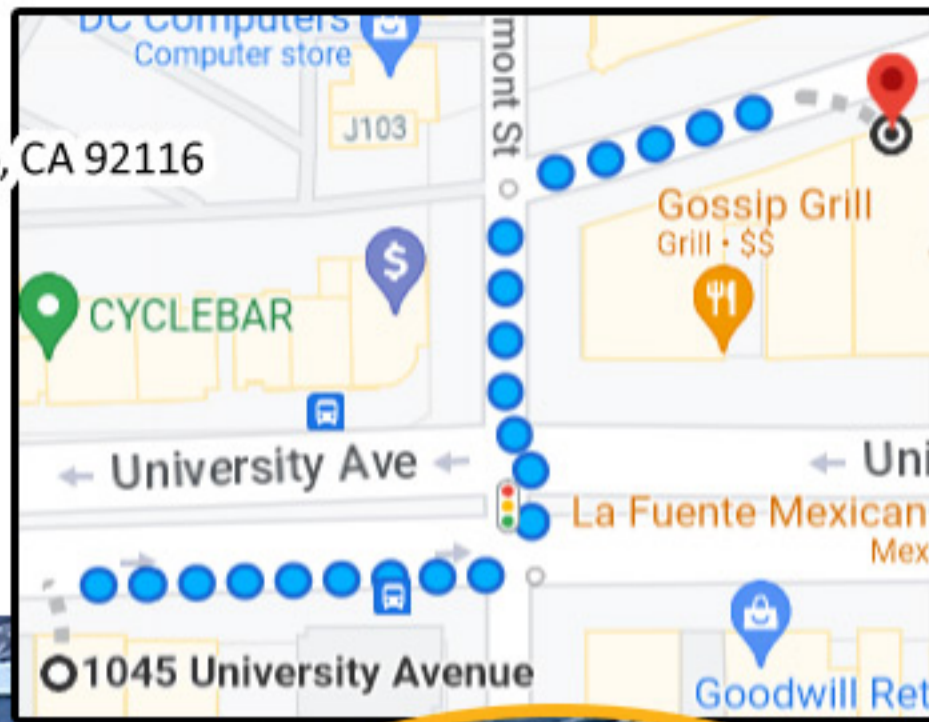 DC Computers
Computer store
mont St
J103
, CA 92116
Gossip Grill
Grill • $$
$
CYCLEBAR
University Ave
Uni
La Fuente Mexican
Mex
1045 University Avenue
Goodwill Ret